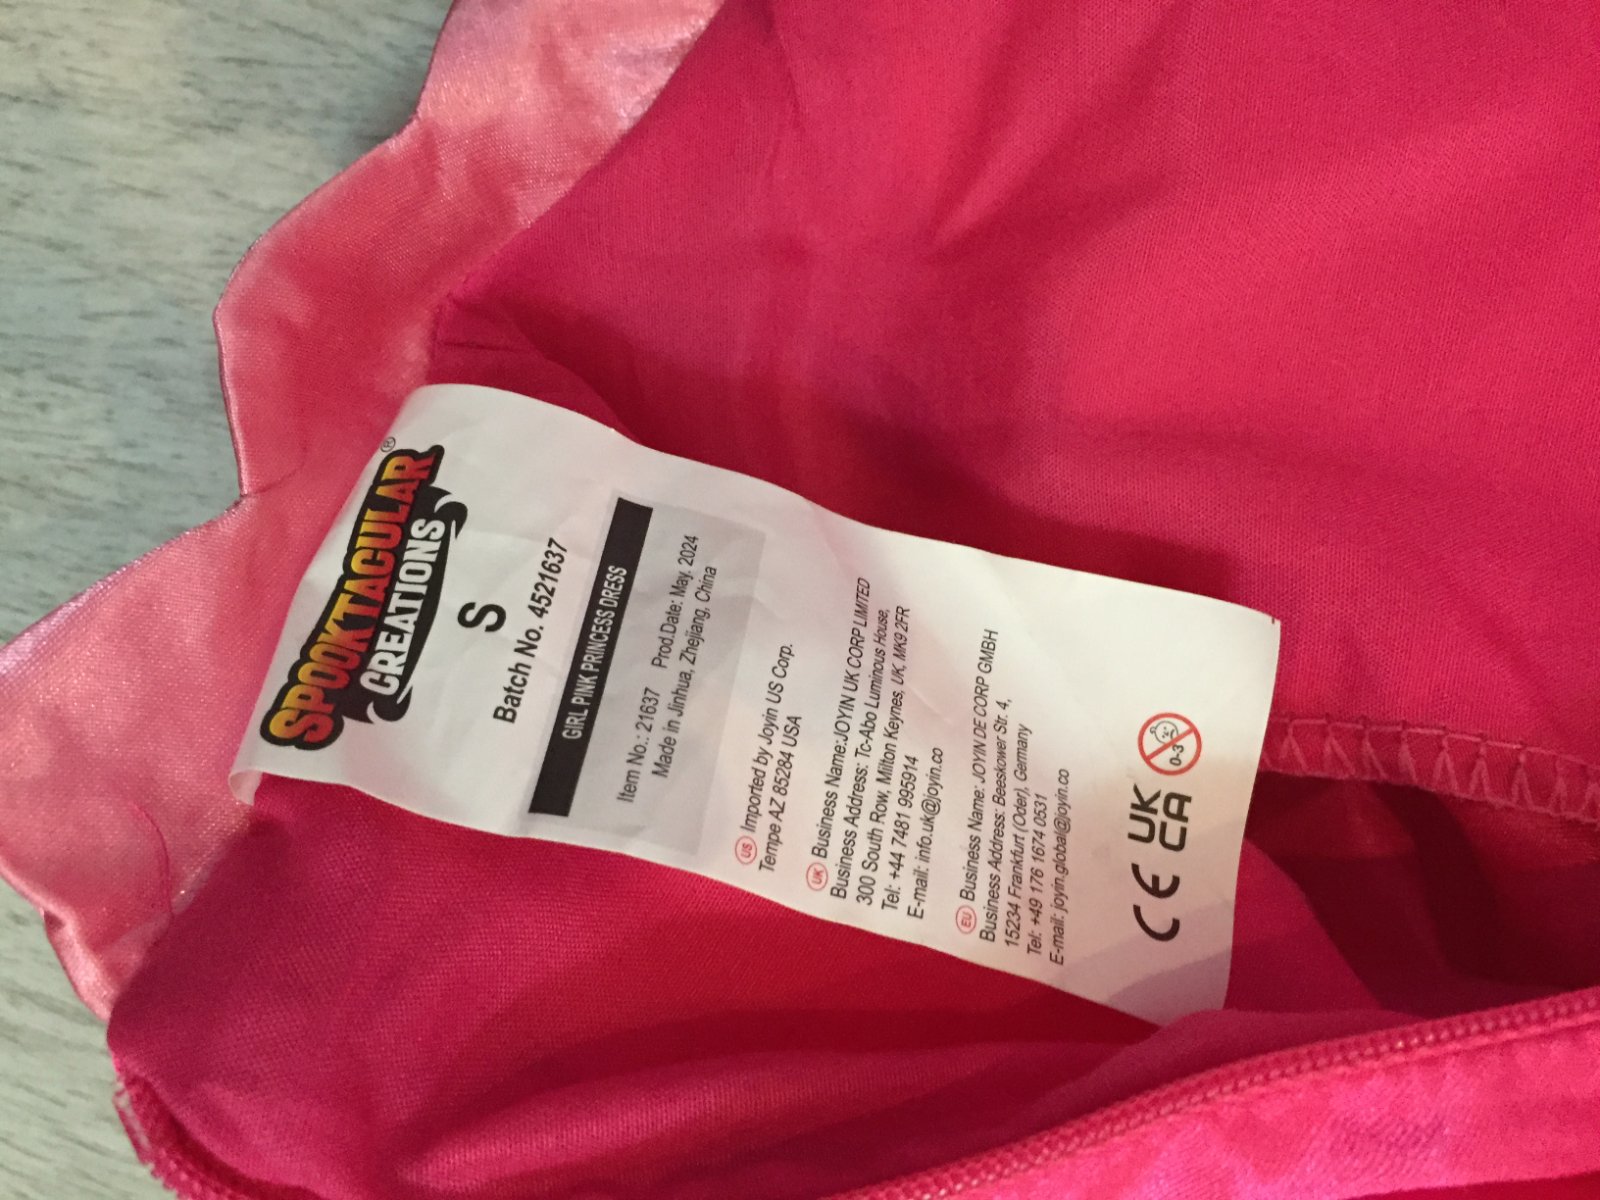 SPOOKTACULAR®
CREATIONS
S
Batch No. 4521637
GIRL PINK PRINCESS DRESS
Item No.: 21637 Prod.Date: May. 2024
Made in Jinhua, Zhejiang, China
US Imported by Joyin US Corp.
Tempe AZ 85284 USA
UK Business Name:JOYIN UK CORP LIMITED
Business Address: Tc-Abo Luminous House,
300 South Row, Milton Keynes, UK, MK9 2FR
Tel: +44 7481 995914
E-mail: info.uk@joyin.co
EU Business Name: JOYIN DE CORP GMBH
Business Address: Beeskower Str. 4,
15234 Frankfurt (Oder), Germany
Tel: +49 176 1674 0531
E-mail: joyin.global@joyin.co
CE UK
CA 0-3